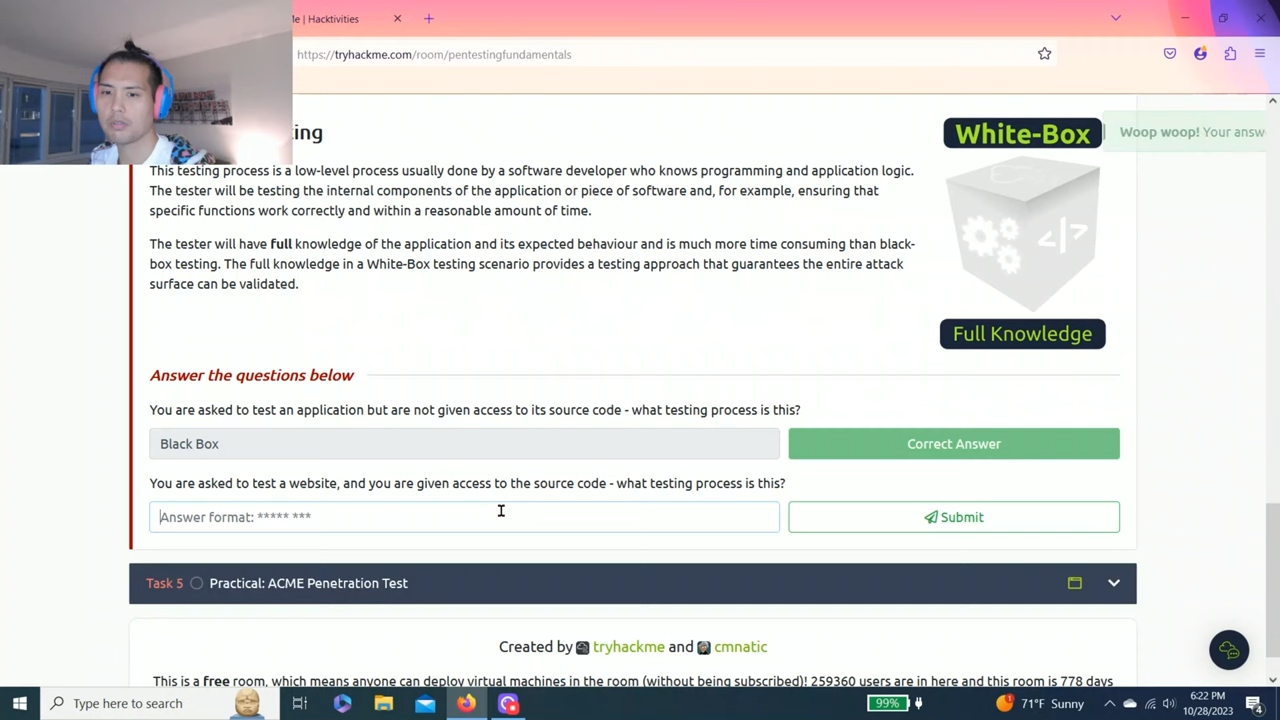 le | Hacktivities
https://tryhackme.com/room/pentestingfundamentals
ting
White-Box
Woop woop! Your answ
This testing process is a low-level process usually done by a software developer who knows programming and application logic.
The tester will be testing the internal components of the application or piece of software and, for example, ensuring that
specific functions work correctly and within a reasonable amount of time.
The tester will have full knowledge of the application and its expected behaviour and is much more time consuming than black-
box testing. The full knowledge in a White-Box testing scenario provides a testing approach that guarantees the entire attack
surface can be validated.
</>
Full Knowledge
Answer the questions below
You are asked to test an application but are not given access to its source code - what testing process is this?
Black Box
Correct Answer
You are asked to test a website, and you are given access to the source code - what testing process is this?
Answer format: ***** ***
Submit
Task 5 Practical: ACME Penetration Test
Created by tryhackme and cmnatic
This is a free room, which means anyone can deploy virtual machines in the room (without being subscribed)! 259360 users are in here and this room is 778 days
Type here to search
99%
71°F Sunny
6:22 PM
10/28/2023
4